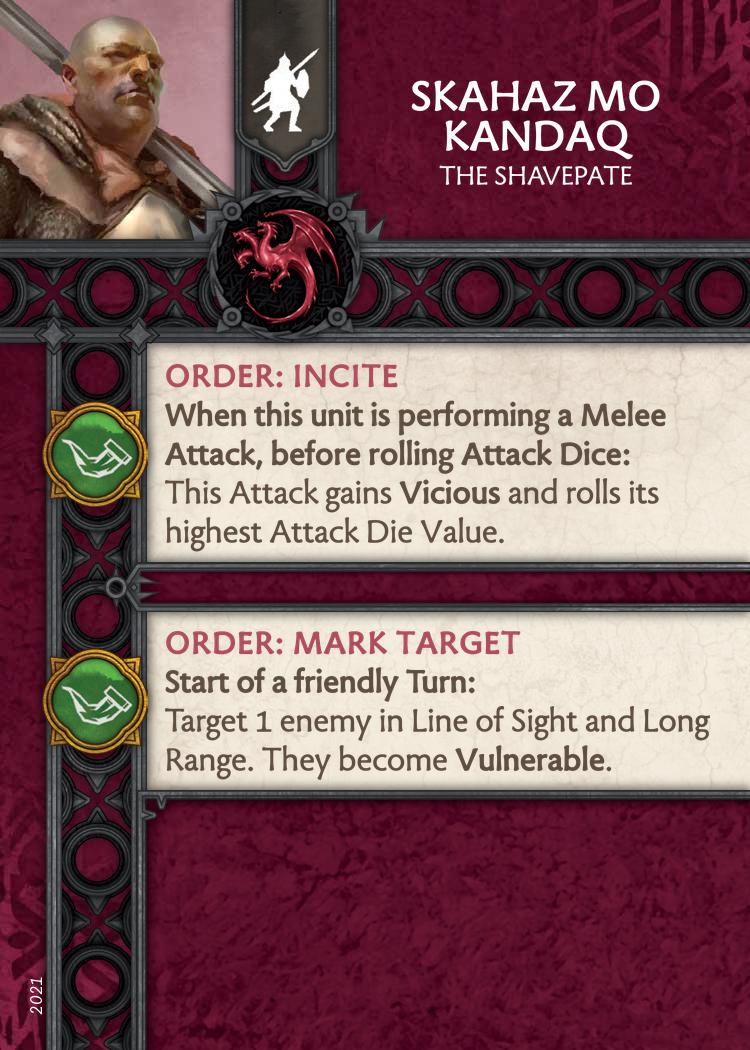 SKAHAZ MO
KANDAQ
THE SHAVEPATE
ORDER: INCITE
When this unit is performing a Melee
Attack, before rolling Attack Dice:
This Attack gains Vicious and rolls its
highest Attack Die Value.
ORDER: MARK TARGET
Start of a friendly Turn:
Target 1 enemy in Line of Sight and Long
Range. They become Vulnerable.
2021